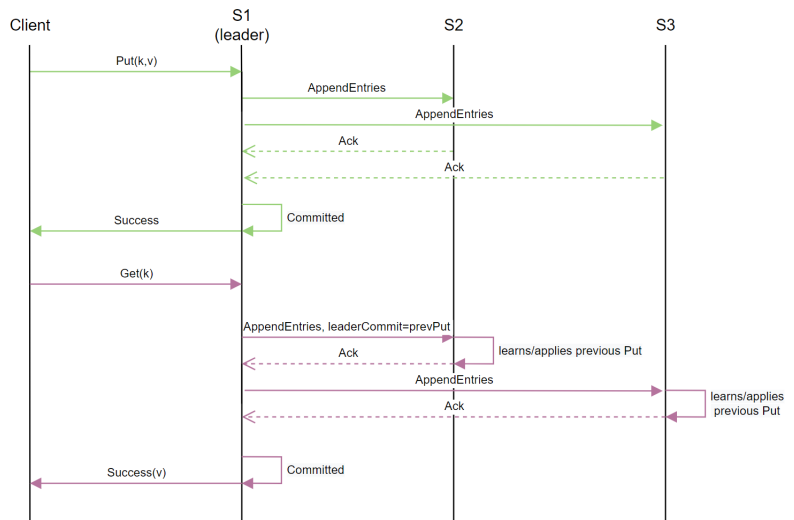 Client
S1
(leader)
S2
S3
Put(k,v)
AppendEntries
AppendEntries
Ack
Ack
Committed
Success
Get(k)
AppendEntries, leaderCommit=prevPut
learns/applies previous Put
Ack
AppendEntries
learns/applies
previous Put
Ack
Committed
Success(v)